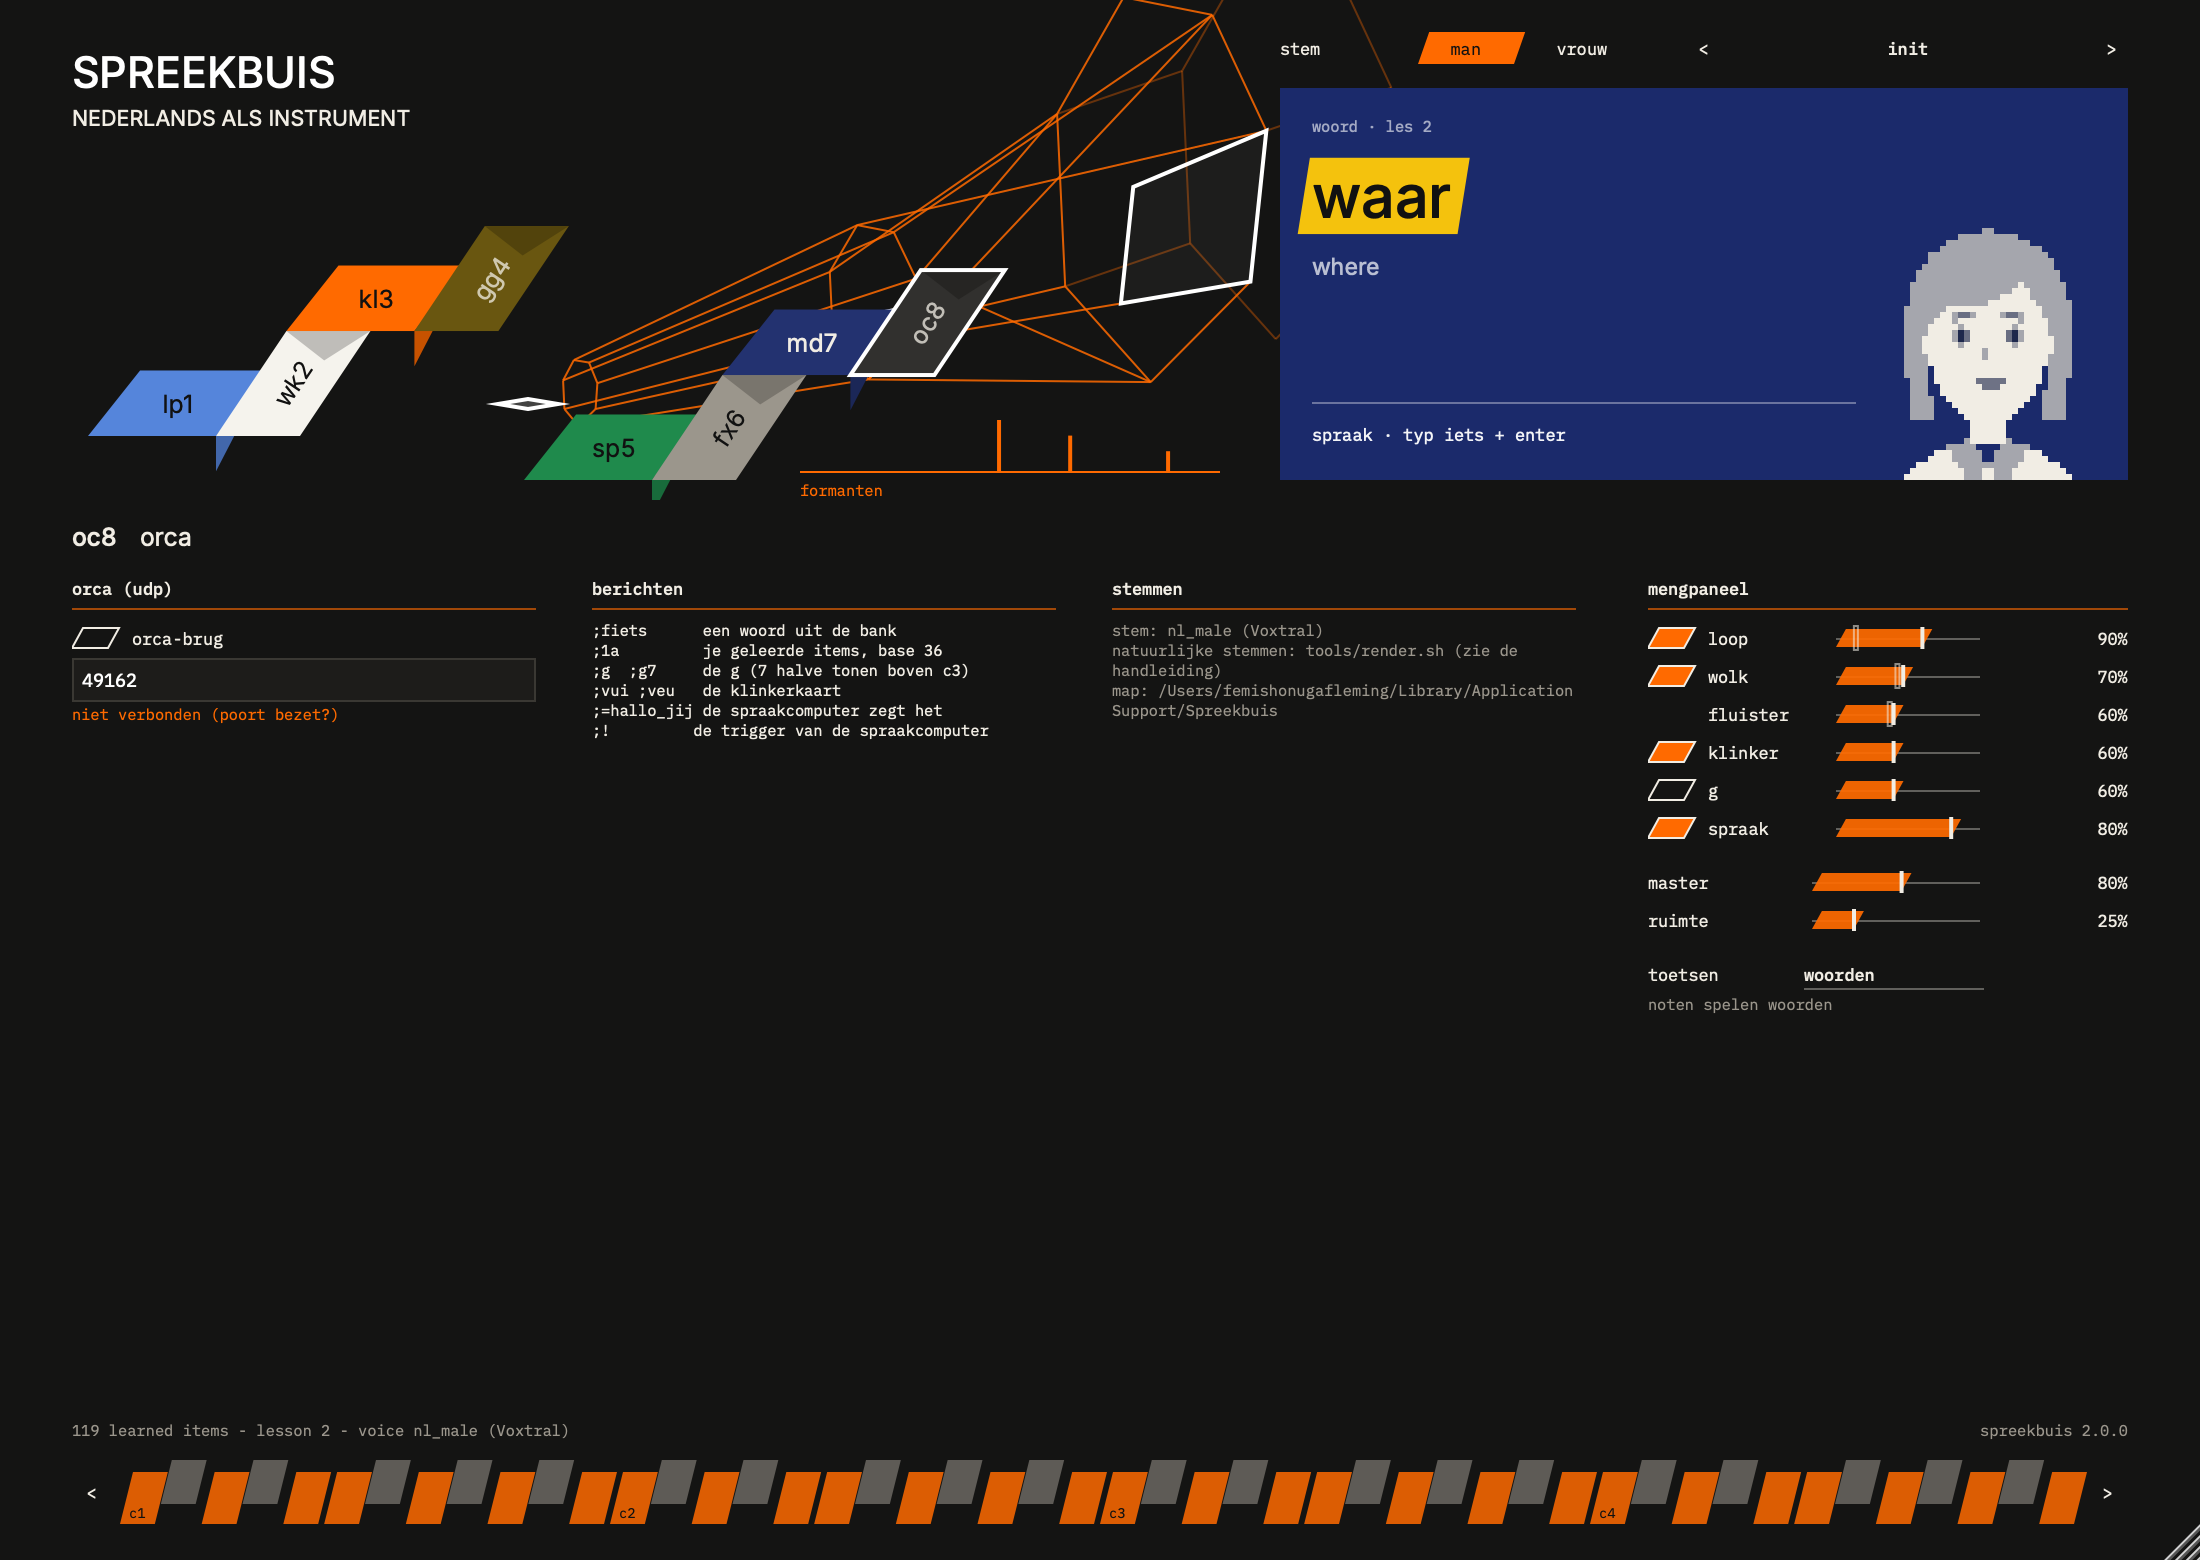 SPREEKBUIS
NEDERLANDS ALS INSTRUMENT
stem man vrouw < init >
woord · les 2
waar
where
spraak · typ iets + enter
lp1
wk2
kl3
gg4
sp5
fx6
md7
oc8
formanten
oc8 orca
orca (udp)
orca-brug
49162
niet verbonden (poort bezet?)
berichten
;fiets een woord uit de bank
;1a je geleerde items, base 36
;g ;g7 de g (7 halve tonen boven c3)
;vui ;veu de klinkerkaart
;=hallo_jij de spraakcomputer zegt het
;! de trigger van de spraakcomputer
stemmen
stem: nl_male (Voxtral)
natuurlijke stemmen: tools/render.sh (zie de
handleiding)
map: /Users/femishonugafleming/Library/Application
Support/Spreekbuis
mengpaneel
loop 90%
wolk 70%
fluister 60%
klinker 60%
g 60%
spraak 80%
master 80%
ruimte 25%
toetsen woorden
noten spelen woorden
119 learned items - lesson 2 - voice nl_male (Voxtral)
spreekbuis 2.0.0
< c1 c2 c3 c4 >